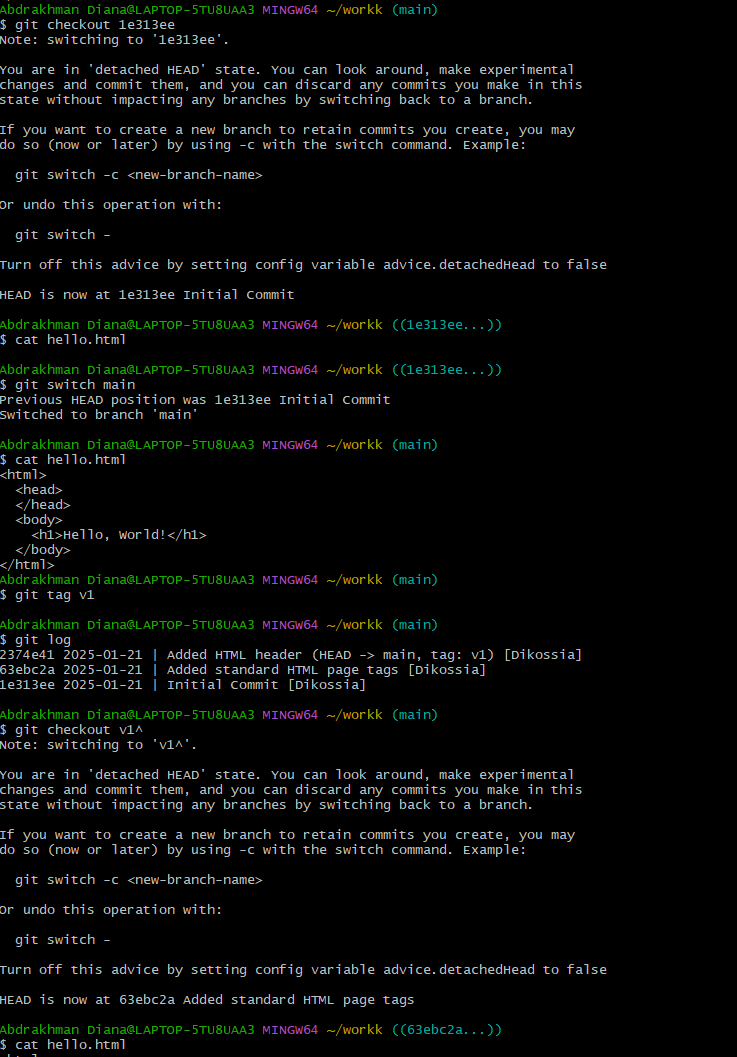 Abdrakhman Diana@LAPTOP-5TU8UAA3 MINGW64 ~/workk (main)
$ git checkout 1e313ee
Note: switching to '1e313ee'.

You are in 'detached HEAD' state. You can look around, make experimental
changes and commit them, and you can discard any commits you make in this
state without impacting any branches by switching back to a branch.

If you want to create a new branch to retain commits you create, you may
do so (now or later) by using -c with the switch command. Example:

  git switch -c <new-branch-name>

Or undo this operation with:

  git switch -

Turn off this advice by setting config variable advice.detachedHead to false

HEAD is now at 1e313ee Initial Commit

Abdrakhman Diana@LAPTOP-5TU8UAA3 MINGW64 ~/workk ((1e313ee...))
$ cat hello.html

Abdrakhman Diana@LAPTOP-5TU8UAA3 MINGW64 ~/workk ((1e313ee...))
$ git switch main
Previous HEAD position was 1e313ee Initial Commit
Switched to branch 'main'

Abdrakhman Diana@LAPTOP-5TU8UAA3 MINGW64 ~/workk (main)
$ cat hello.html
<html>
  <head>
  </head>
  <body>
    <h1>Hello, World!</h1>
  </body>
</html>
Abdrakhman Diana@LAPTOP-5TU8UAA3 MINGW64 ~/workk (main)
$ git tag v1

Abdrakhman Diana@LAPTOP-5TU8UAA3 MINGW64 ~/workk (main)
$ git log
2374e41 2025-01-21 | Added HTML header (HEAD -> main, tag: v1) [Dikossia]
63ebc2a 2025-01-21 | Added standard HTML page tags [Dikossia]
1e313ee 2025-01-21 | Initial Commit [Dikossia]

Abdrakhman Diana@LAPTOP-5TU8UAA3 MINGW64 ~/workk (main)
$ git checkout v1^
Note: switching to 'v1^'.

You are in 'detached HEAD' state. You can look around, make experimental
changes and commit them, and you can discard any commits you make in this
state without impacting any branches by switching back to a branch.

If you want to create a new branch to retain commits you create, you may
do so (now or later) by using -c with the switch command. Example:

  git switch -c <new-branch-name>

Or undo this operation with:

  git switch -

Turn off this advice by setting config variable advice.detachedHead to false

HEAD is now at 63ebc2a Added standard HTML page tags

Abdrakhman Diana@LAPTOP-5TU8UAA3 MINGW64 ~/workk ((63ebc2a...))
$ cat hello.html